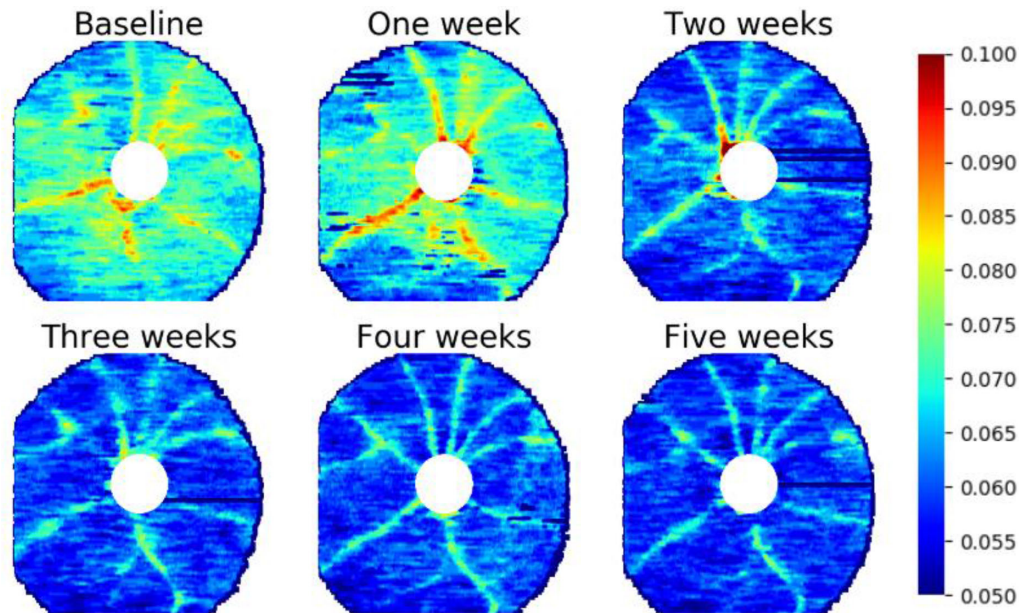 Baseline
One week
Two weeks
Three weeks
Four weeks
Five weeks
0.100
0.095
0.090
0.085
0.080
0.075
0.070
0.065
0.060
0.055
0.050